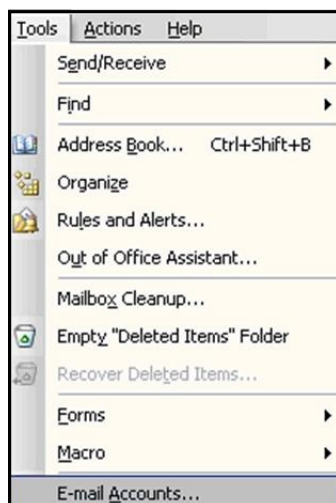 Tools Actions Help
Send/Receive
Find
Address Book... Ctrl+Shift+B
Organize
Rules and Alerts...
Out of Office Assistant...
Mailbox Cleanup...
Empty "Deleted Items" Folder
Recover Deleted Items...
Forms
Macro
E-mail Accounts...